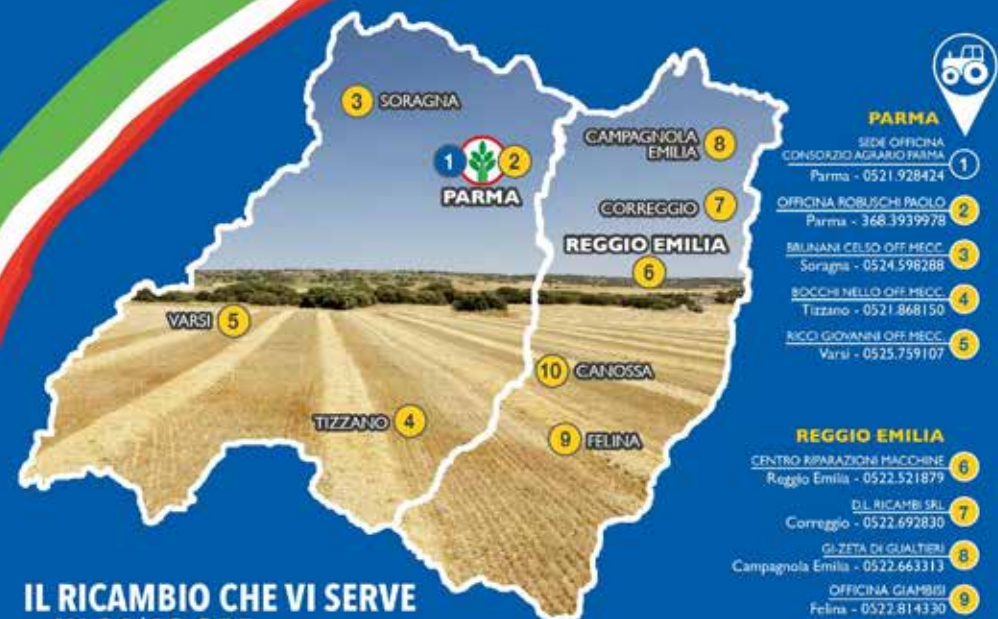 3 SORAGNA
CAMPAGNOLA
EMILIA 8
1 2
PARMA
CORREGGIO 7
REGGIO EMILIA
6
VARSI 5
10 CANOSSA
TIZZANO 4
9 FELINA
IL RICAMBIO CHE VI SERVE
PARMA
SEDE OFFICINA
CONSORZIO AGRARIO PARMA 1
Parma - 0521.928424
OFFICINA ROBUSCHI PAOLO 2
Parma - 368.3939978
BRUNANI CELSO OFF. MECC. 3
Soragna - 0524.598288
BOCCHI NELLO OFF. MECC. 4
Tizzano - 0521.868150
RICCI GIOVANNI OFF. MECC. 5
Varsi - 0525.759107
REGGIO EMILIA
CENTRO RIPARAZIONI MACCHINE 6
Reggio Emilia - 0522.521879
D.L. RICAMBI SRL 7
Correggio - 0522.692830
GI-ZETA DI GUALTIERI 8
Campagnola Emilia - 0522.663313
OFFICINA GIAMBISI 9
Felina - 0522.814330